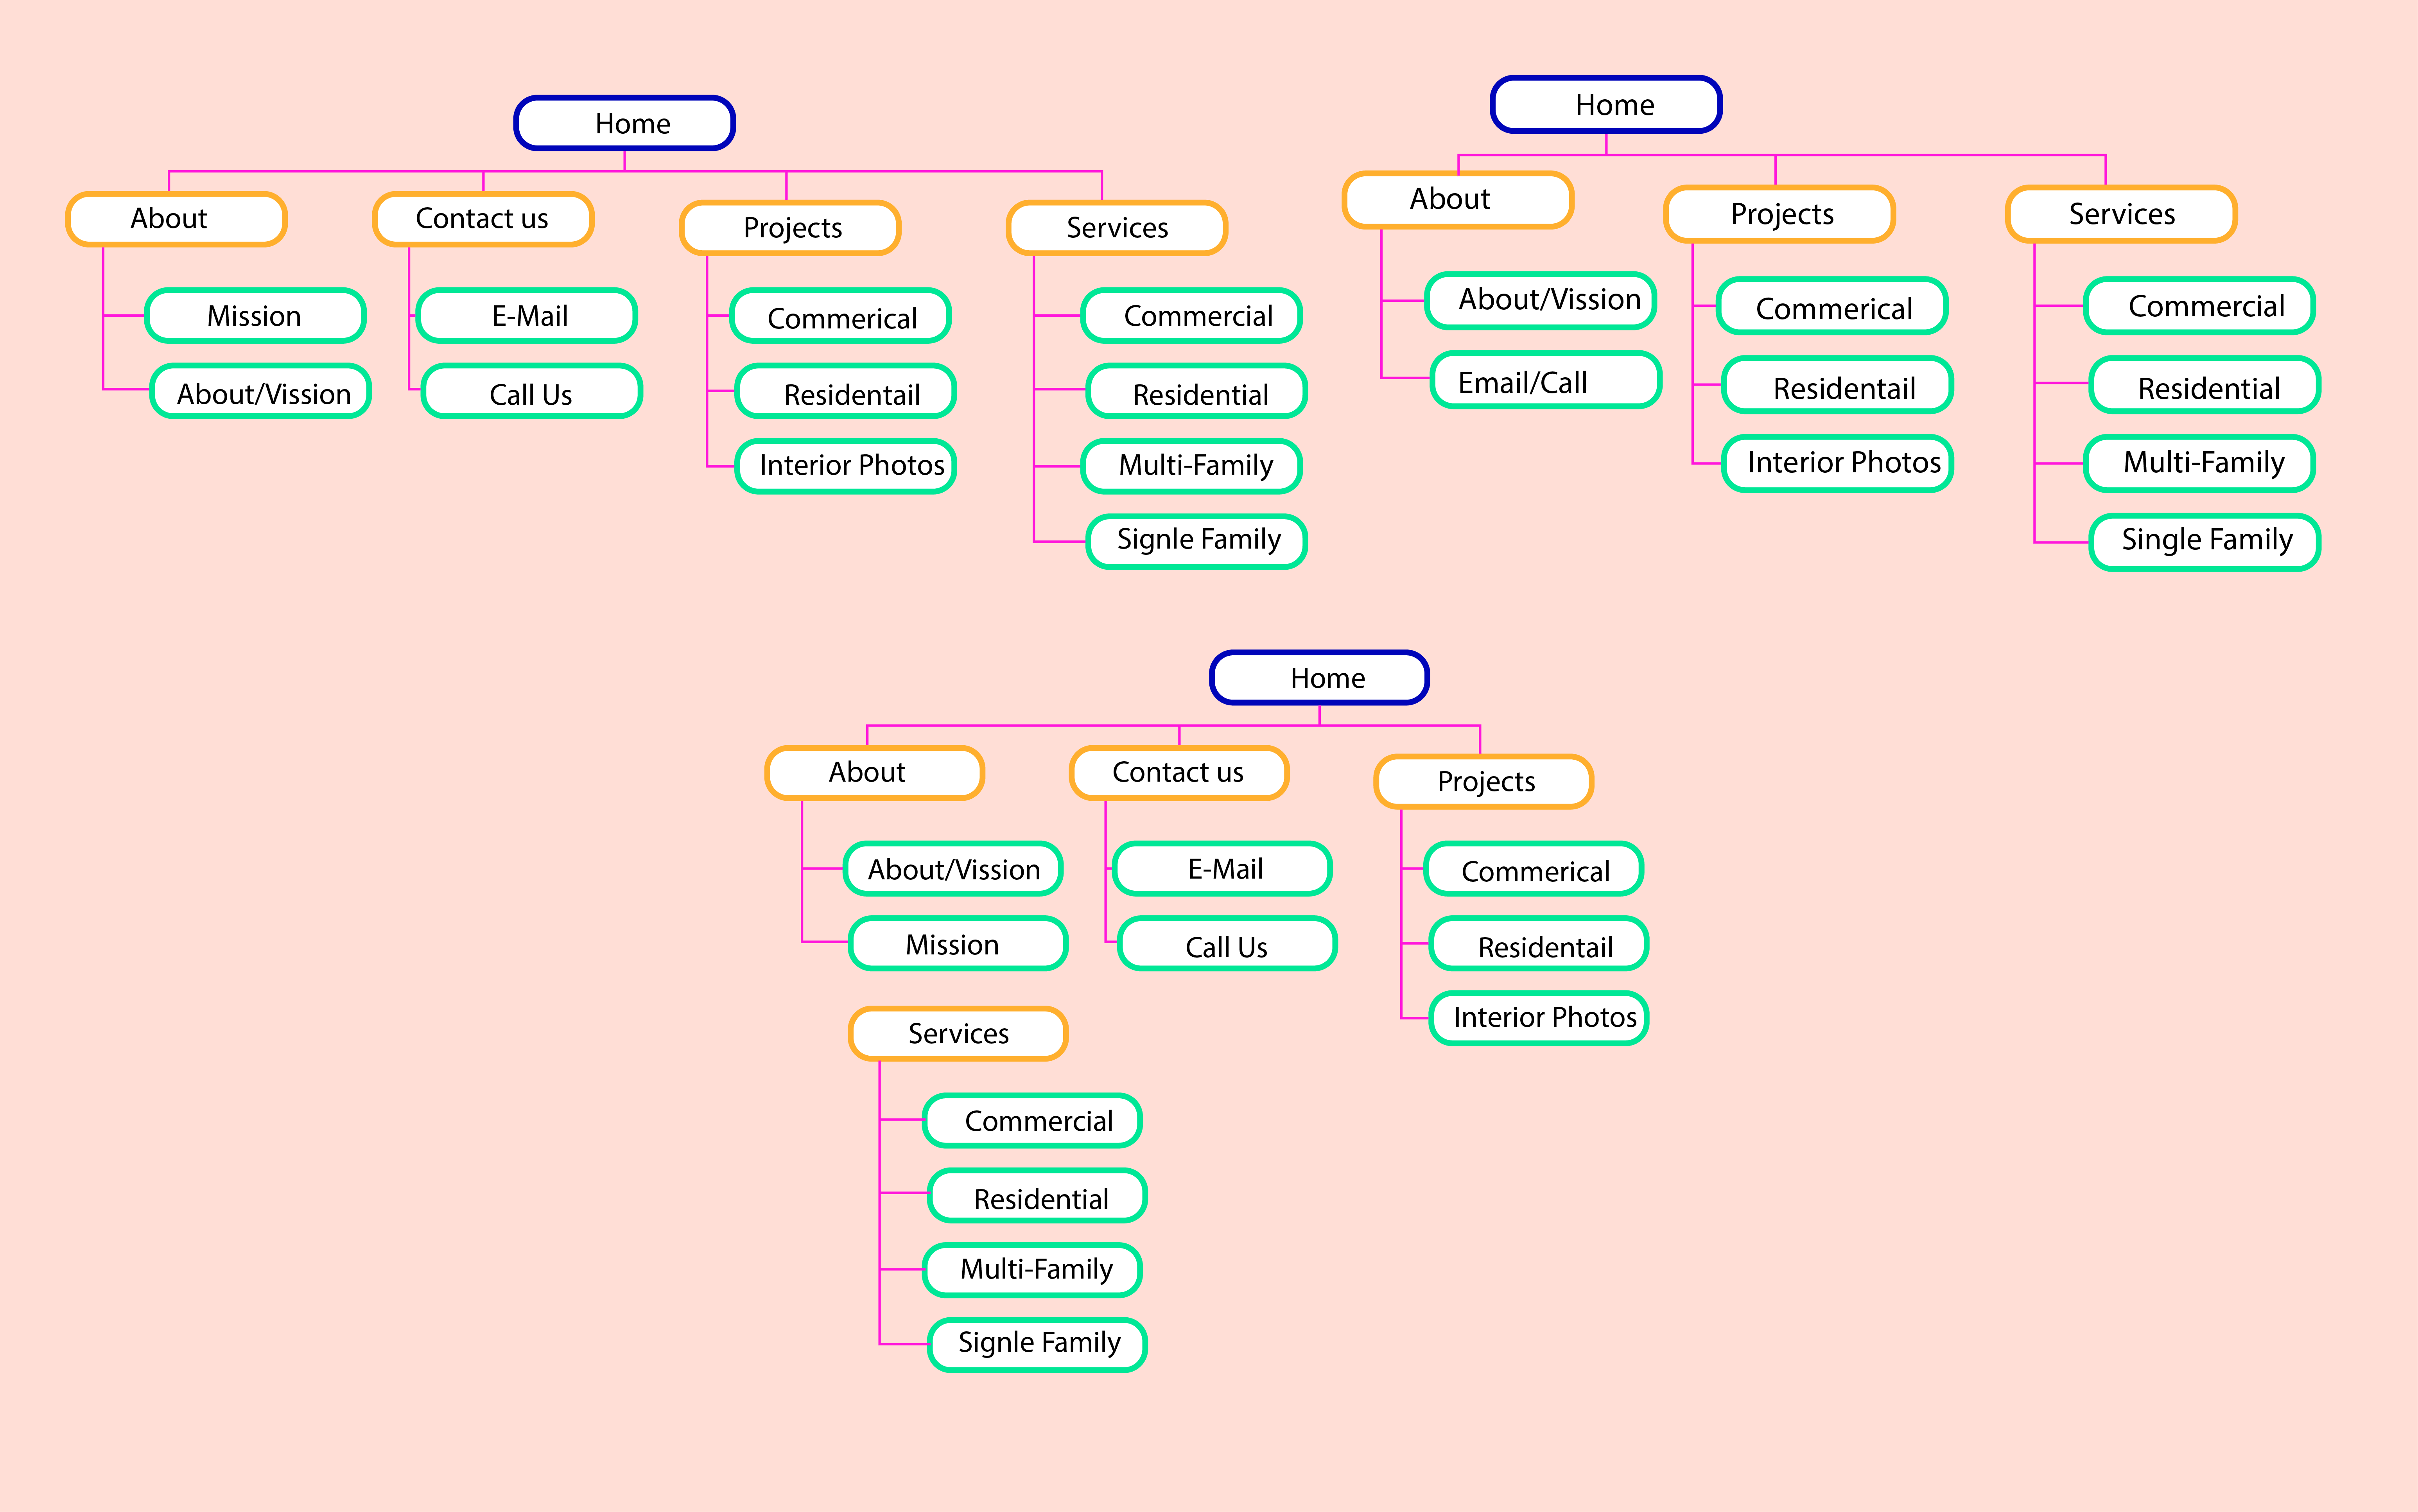 Home
About
Contact us
Projects
Services
Mission
E-Mail
Commerical
Commercial
About/Vission
Call Us
Residentail
Residential
Interior Photos
Multi-Family
Signle Family
Home
About
Projects
Services
About/Vission
Commerical
Commercial
Email/Call
Residentail
Residential
Interior Photos
Multi-Family
Single Family
Home
About
Contact us
Projects
About/Vission
E-Mail
Commerical
Mission
Call Us
Residentail
Interior Photos
Services
Commercial
Residential
Multi-Family
Signle Family